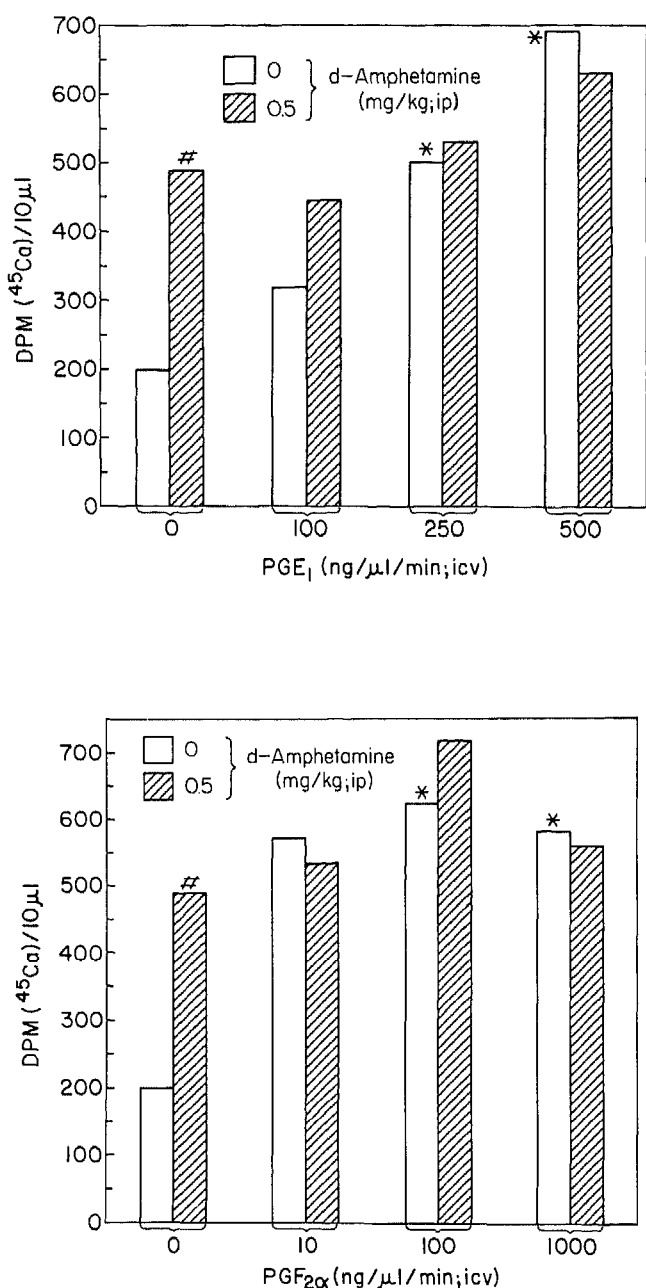 700
600
500
400
300
200
100
0
DPM (⁴⁵Ca)/10μl
0
0.5
d-Amphetamine
(mg/kg;ip)
#
*
*
0 100 250 500
PGE₁ (ng/μl/min;icv)
700
600
500
400
300
200
100
0
DPM (⁴⁵Ca)/10μl
0
0.5
d-Amphetamine
(mg/kg;ip)
#
*
*
0 10 100 1000
PGF₂α (ng/μl/min;icv)